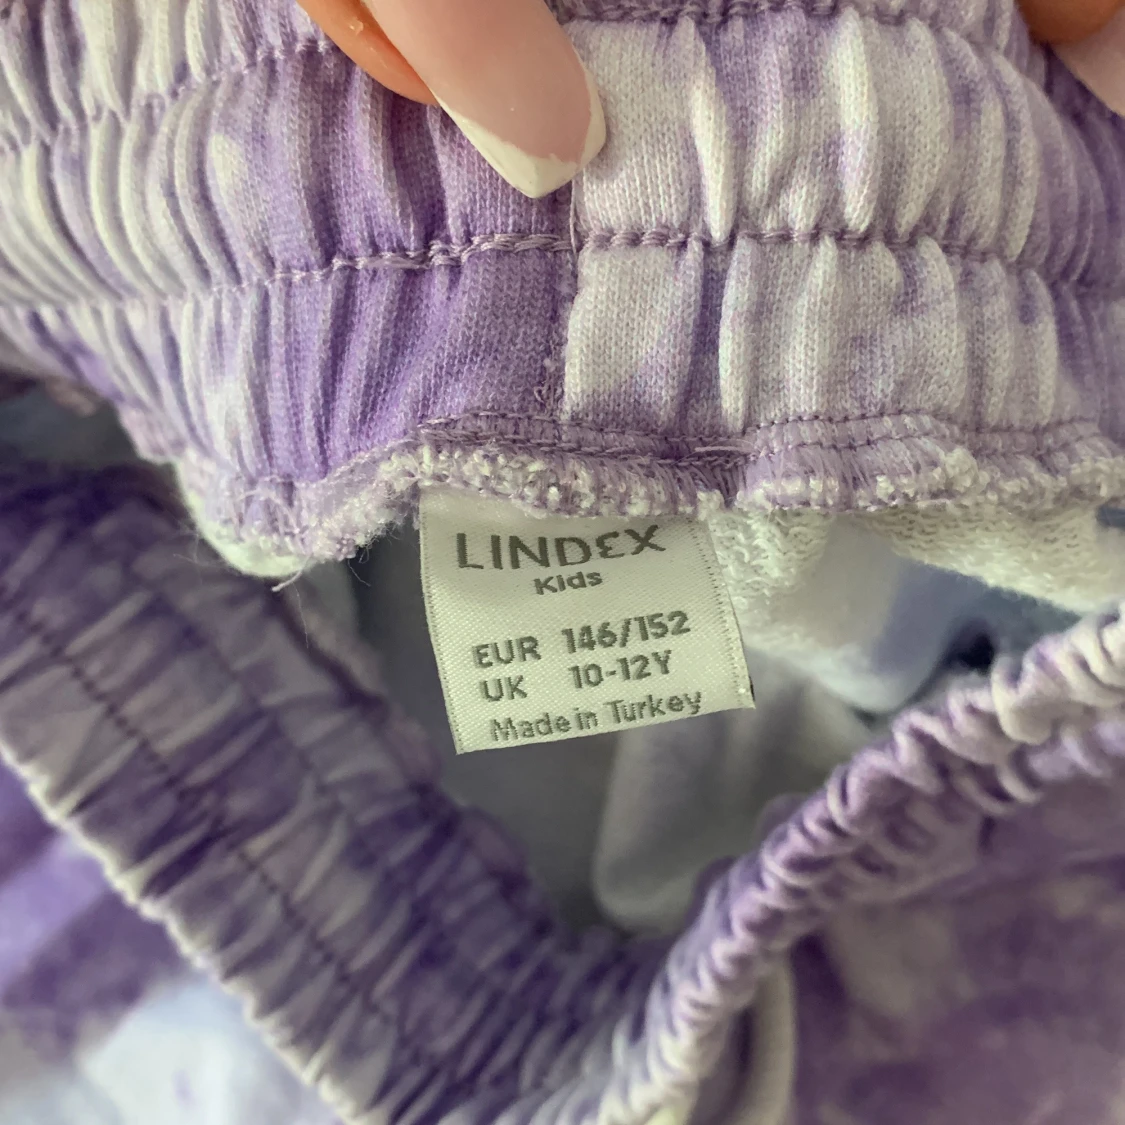 LINDEX
Kids
EUR 146/152
UK 10-12Y
Made in Turkey